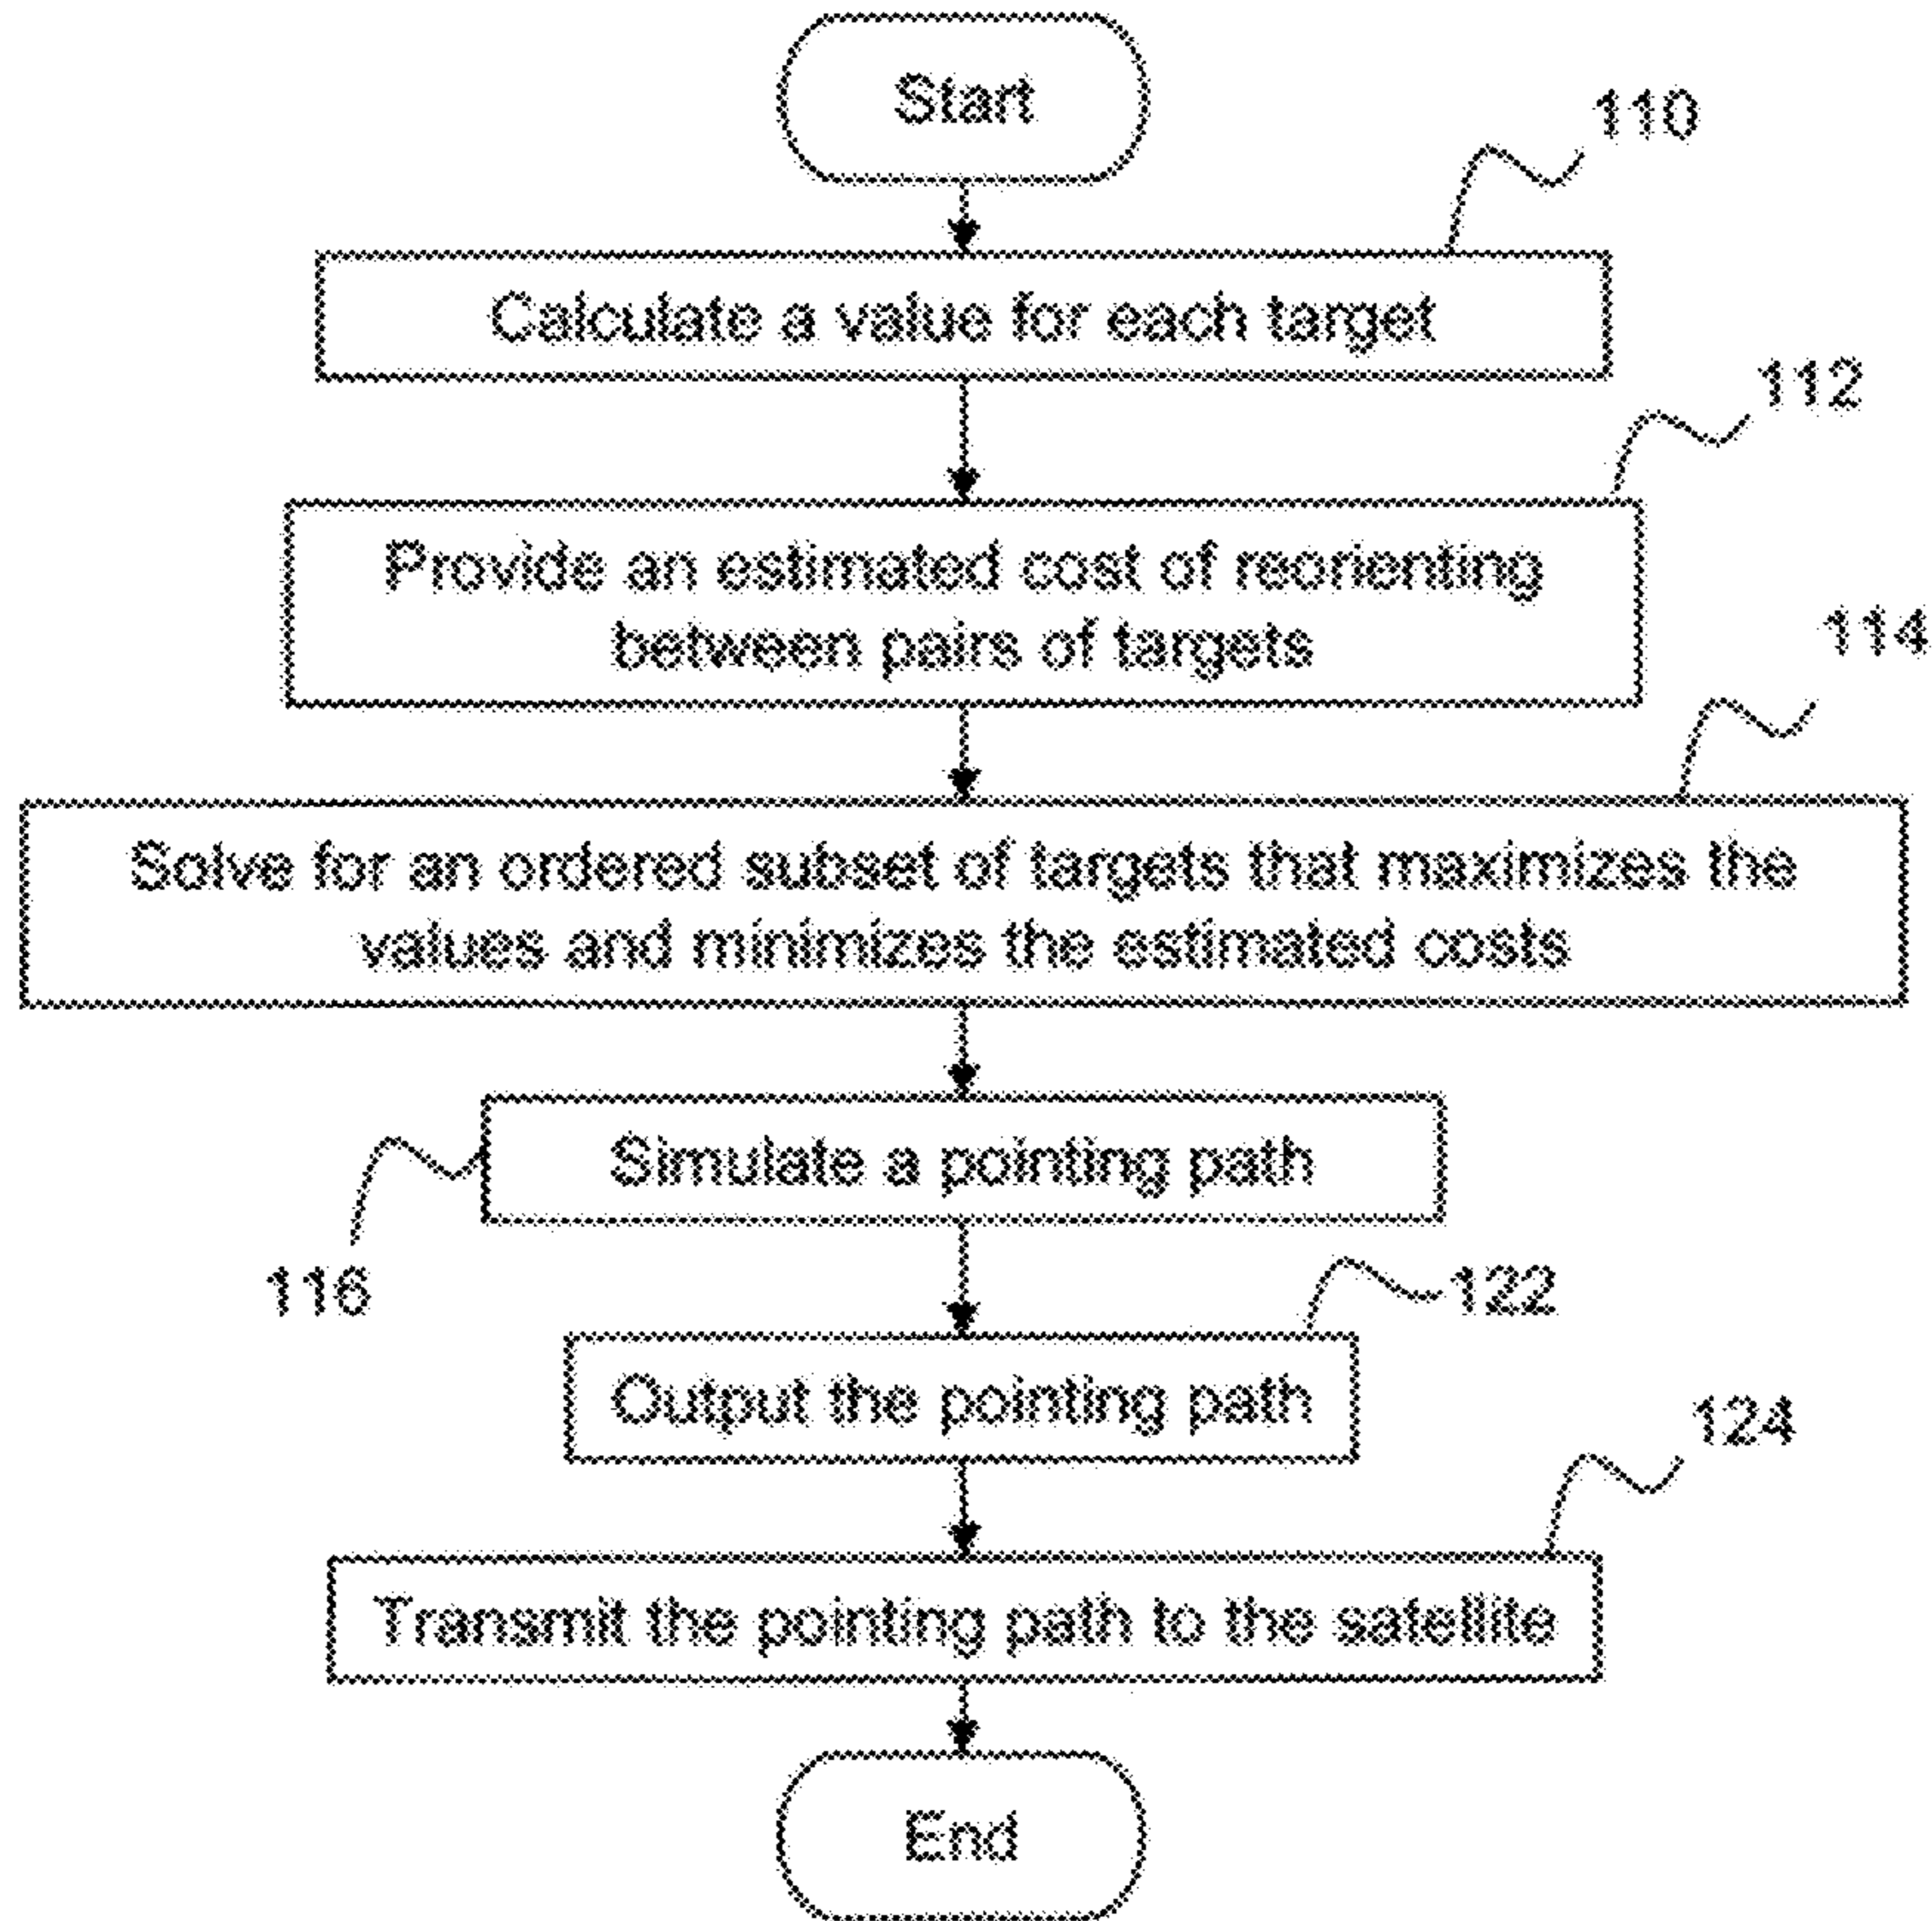 Start
110
Calculate a value for each target
112
Provide an estimated cost of reorienting
between pairs of targets
114
Solve for an ordered subset of targets that maximizes the
values and minimizes the estimated costs
Simulate a pointing path
116
122
Output the pointing path
124
Transmit the pointing path to the satellite
End